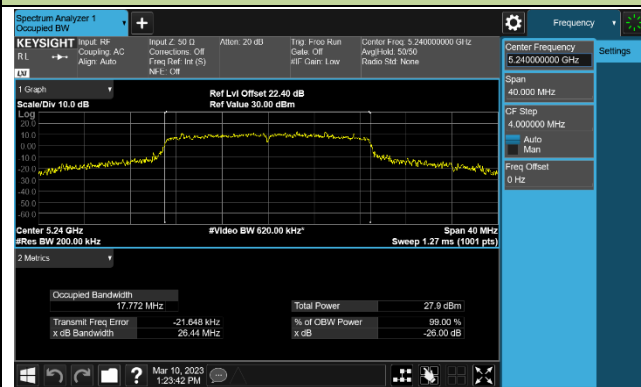 Spectrum Analyzer 1
Occupied BW
Frequency
KEYSIGHT
RL
LXI
Input: RF
Coupling: AC
Align: Auto
Input Z: 50 Ω
Corrections: Off
Freq Ref: Int (S)
NFE: Off
Atten: 20 dB
Trig: Free Run
Gate: Off
#IF Gain: Low
Center Freq: 5.240000000 GHz
Avg|Hold: 50/50
Radio Std: None
Center Frequency
5.240000000 GHz
Settings
Span
40.000 MHz
CF Step
4.000000 MHz
Auto
Man
Freq Offset
0 Hz
1 Graph
Scale/Div 10.0 dB
Ref Lvl Offset 22.40 dB
Ref Value 30.00 dBm
Log
20.0
10.0
0.00
-10.0
-20.0
-30.0
-40.0
-50.0
-60.0
Center 5.24 GHz
#Video BW 620.00 kHz*
Span 40 MHz
#Res BW 200.00 kHz
Sweep 1.27 ms (1001 pts)
2 Metrics
Occupied Bandwidth
17.772 MHz
Total Power
27.9 dBm
Transmit Freq Error
-21.648 kHz
% of OBW Power
99.00 %
x dB Bandwidth
26.44 MHz
x dB
-26.00 dB
?
Mar 10, 2023
1:23:42 PM